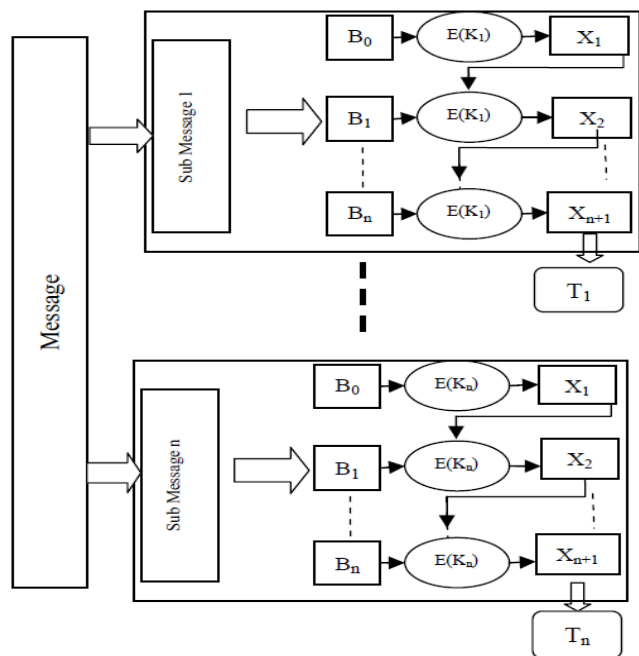 Message
Sub Message 1
B₀ E(K₁) X₁
B₁ E(K₁) X₂
Bₙ E(K₁) Xₙ₊₁
T₁
Sub Message n
B₀ E(Kₙ) X₁
B₁ E(Kₙ) X₂
Bₙ E(Kₙ) Xₙ₊₁
Tₙ